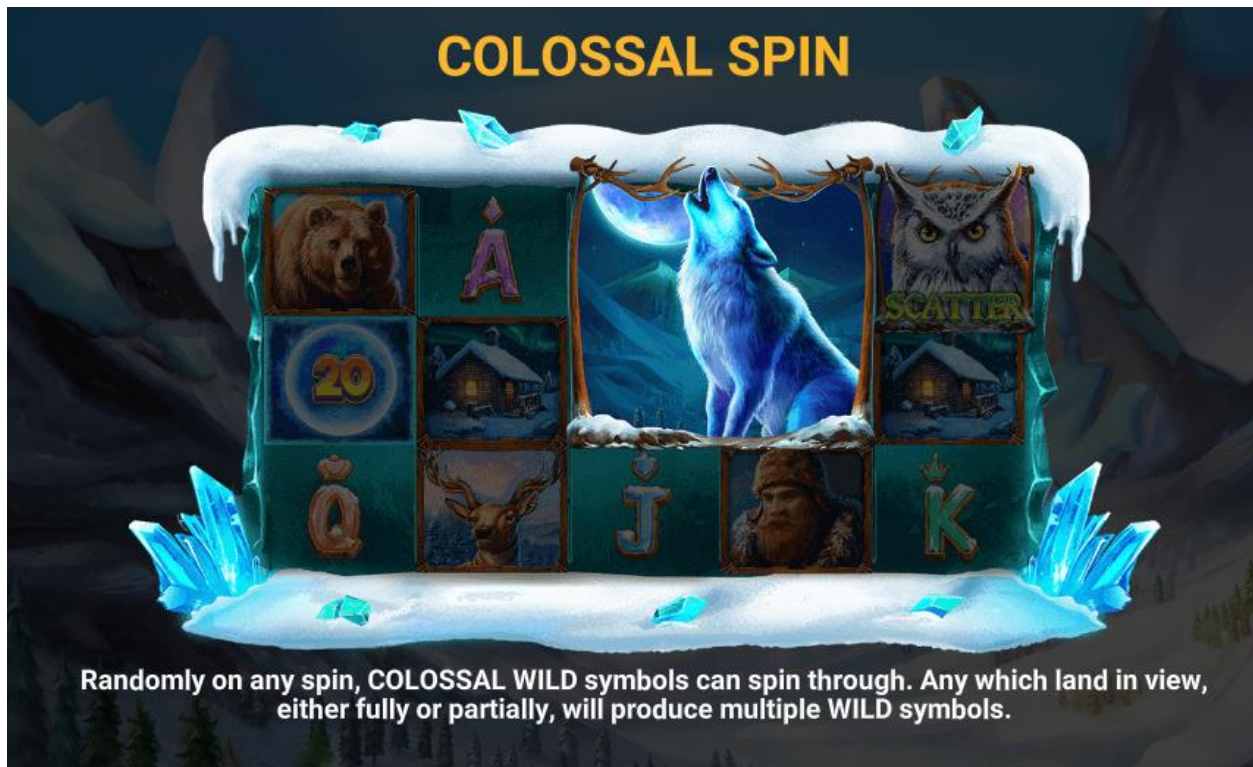 COLOSSAL SPIN
A
SCATTER
20
Q
J
K
Randomly on any spin, COLOSSAL WILD symbols can spin through. Any which land in view,
either fully or partially, will produce multiple WILD symbols.